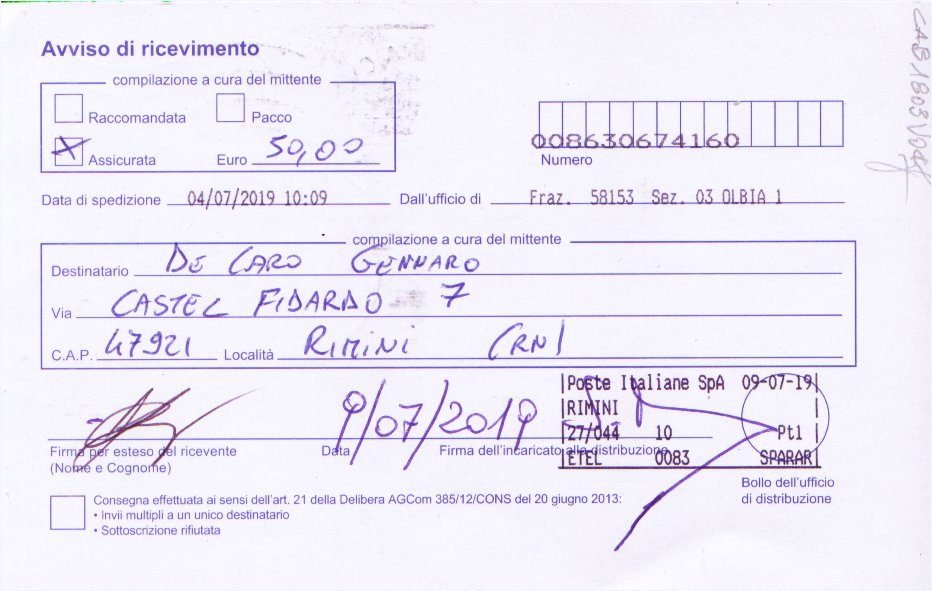 Avviso di ricevimento
compilazione a cura del mittente
Raccomandata Pacco
Assicurata Euro 50,00
008630674160
Numero
CAB1803V04
Data di spedizione 04/07/2019 10:09 Dall'ufficio di Fraz. 58153 Sez. 03 OLBIA 1
compilazione a cura del mittente
Destinatario DE CARO GENNARO
Via CASTEL FIDARDO 7
C.A.P. 47921 Località RIMINI (RN)
Poste Italiane SpA 09-07-19
RIMINI
27/044 10 Pt1
ETEL 0083 SPARAR
9/07/2019
Firma per esteso del ricevente
(Nome e Cognome)
Data
Firma dell'incaricato alla distribuzione
Bollo dell'ufficio
di distribuzione
Consegna effettuata ai sensi dell'art. 21 della Delibera AGCom 385/12/CONS del 20 giugno 2013:
• Invii multipli a un unico destinatario
• Sottoscrizione rifiutata